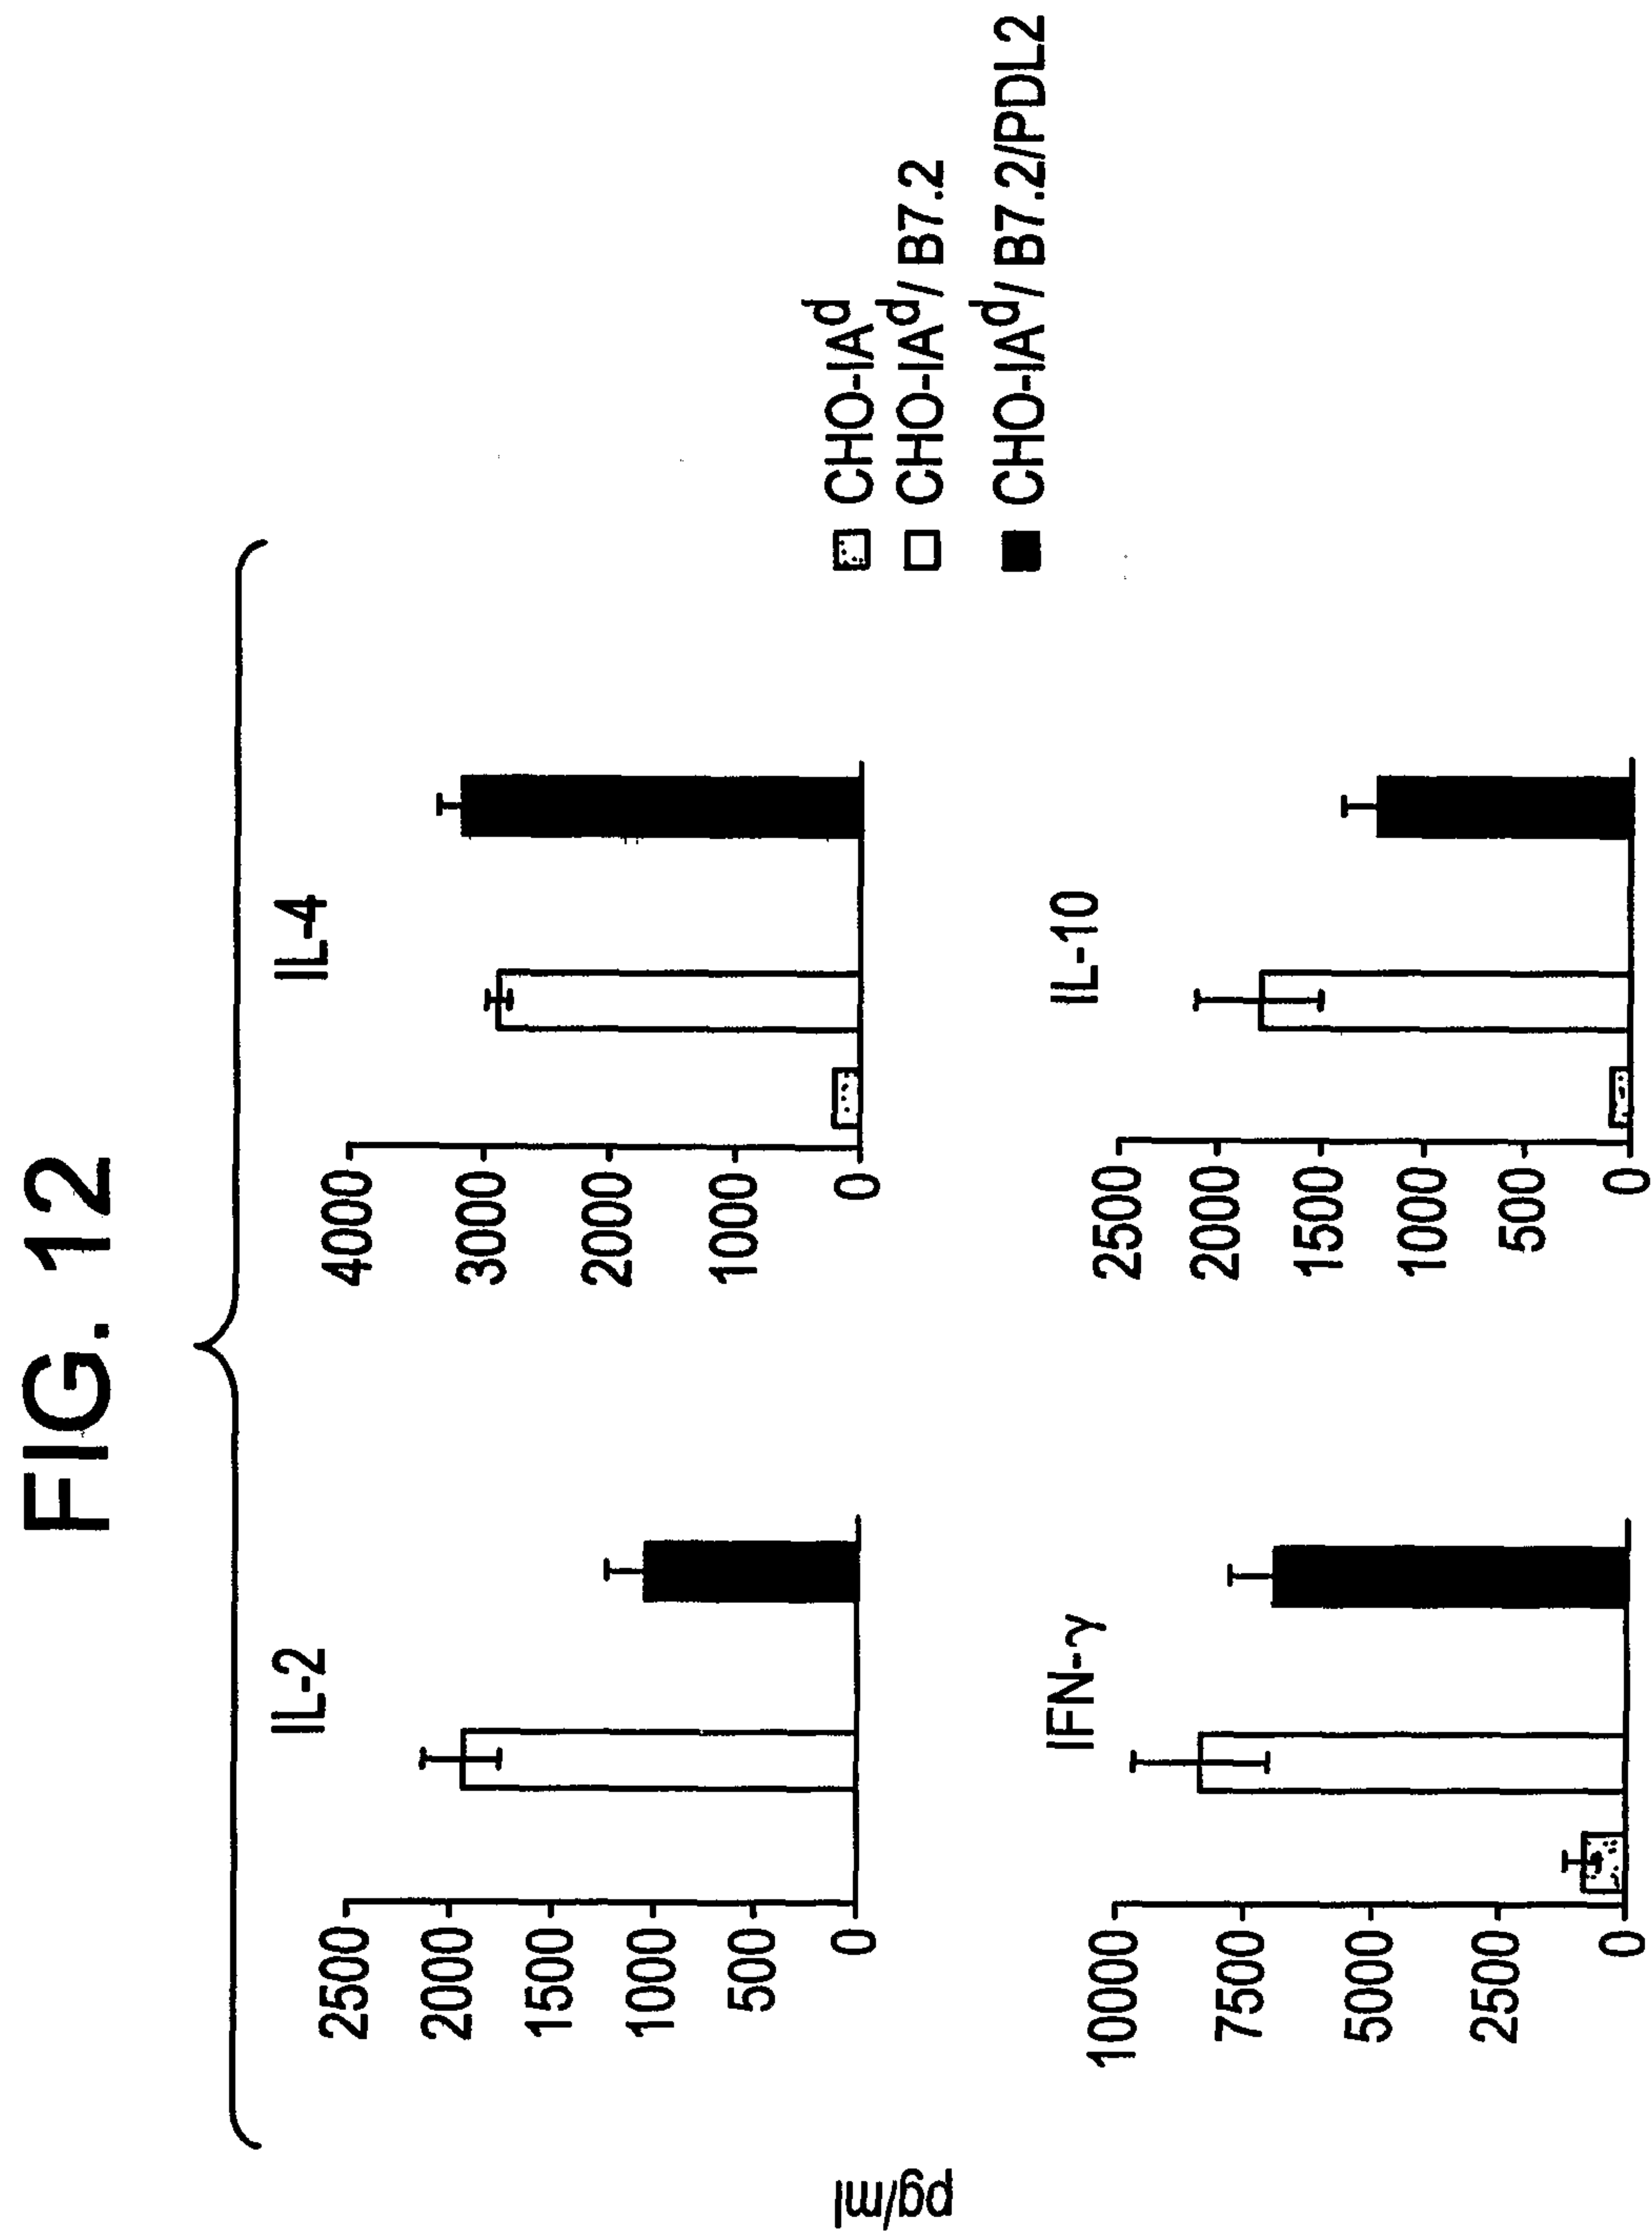 FIG. 12
pg/ml
IL-2
2500
2000
1500
1000
500
0
IL-4
4000
3000
2000
1000
0
IFN-γ
10000
7500
5000
2500
0
IL-10
2500
2000
1500
1000
500
0
CHO-IAᵈ
CHO-IAᵈ/ B7.2
CHO-IAᵈ/ B7.2/PDL2